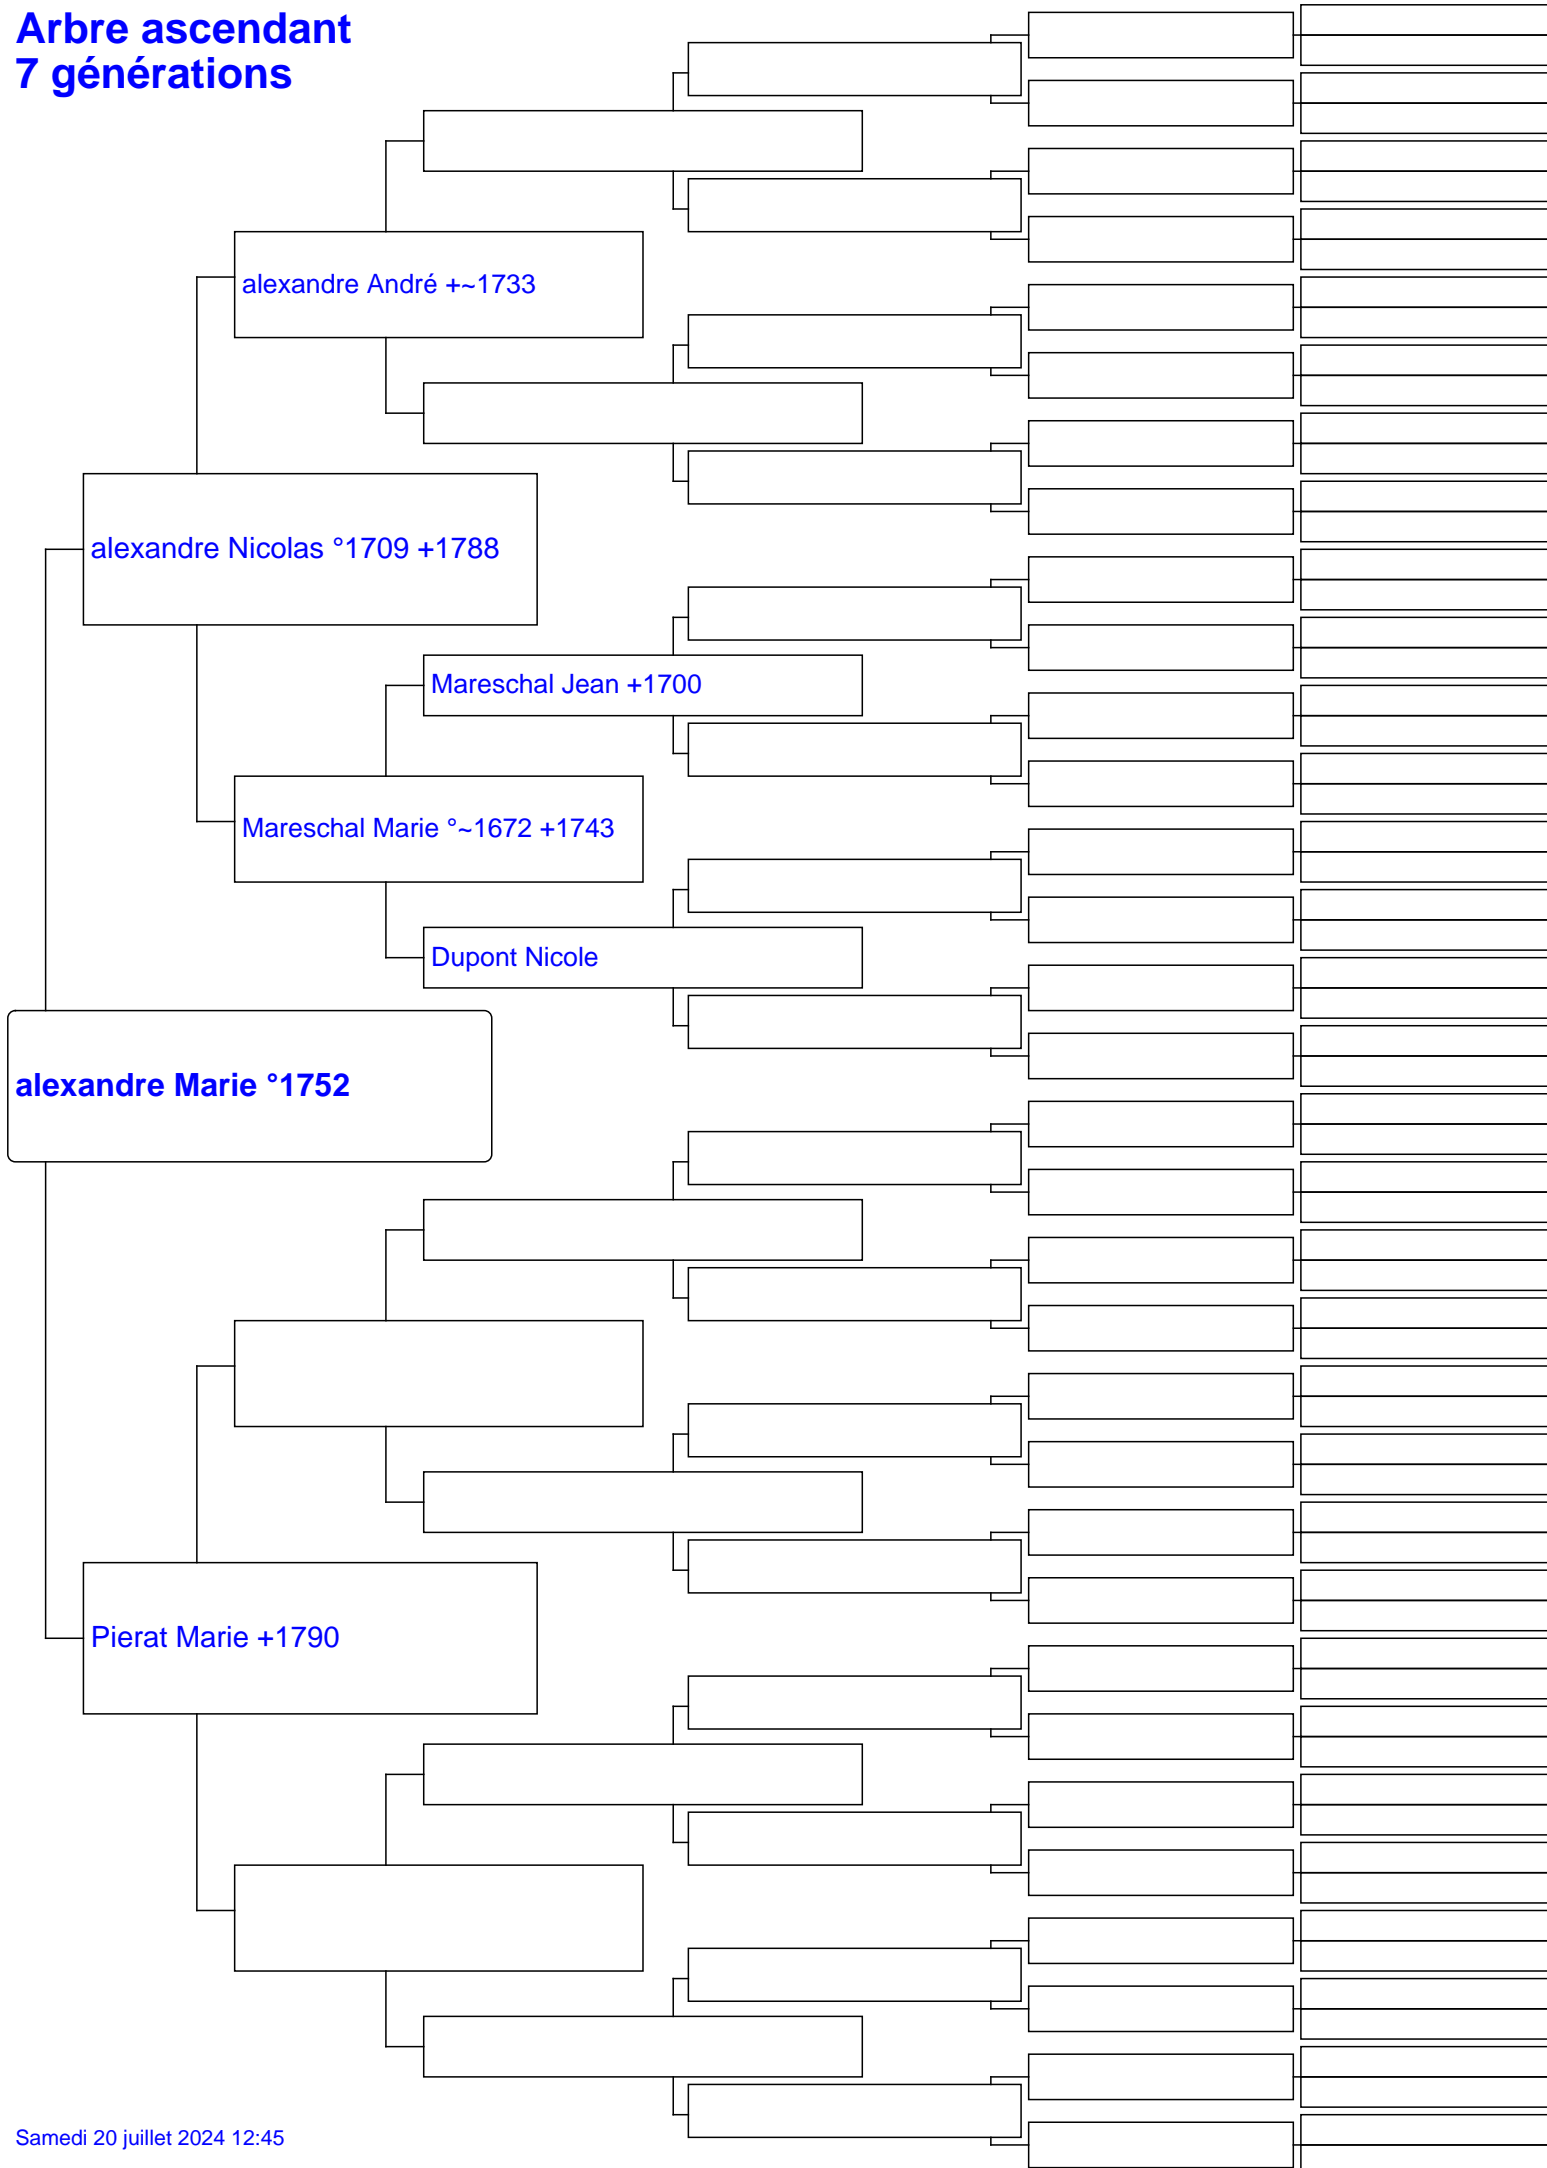 Arbre ascendant
7 générations
alexandre André +~1733
alexandre Nicolas °1709 +1788
Mareschal Jean +1700
Mareschal Marie °~1672 +1743
Dupont Nicole
alexandre Marie °1752
Pierat Marie +1790
Samedi 20 juillet 2024 12:45